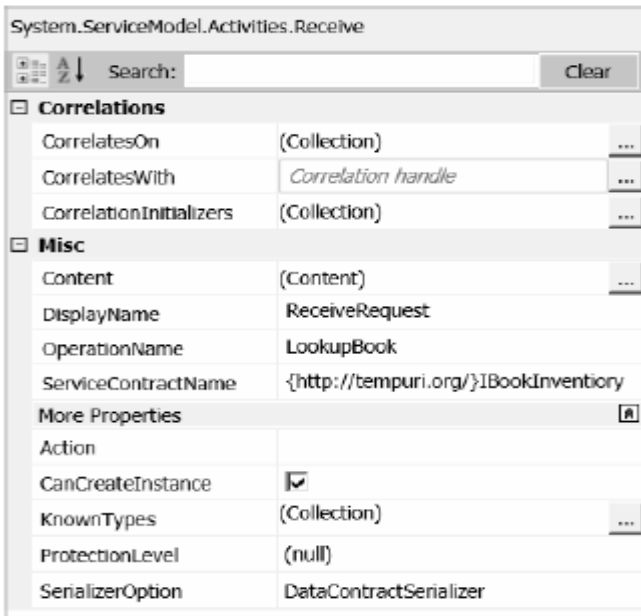 System.ServiceModel.Activities.Receive
A Z Search: Clear
Correlations
CorrelatesOn (Collection) ...
CorrelatesWith Correlation handle ...
CorrelationInitializers (Collection) ...
Misc
Content (Content) ...
DisplayName ReceiveRequest
OperationName LookupBook
ServiceContractName {http://tempuri.org/}IBookInventiory
More Properties
Action
CanCreateInstance
KnownTypes (Collection) ...
ProtectionLevel (null)
SerializerOption DataContractSerializer